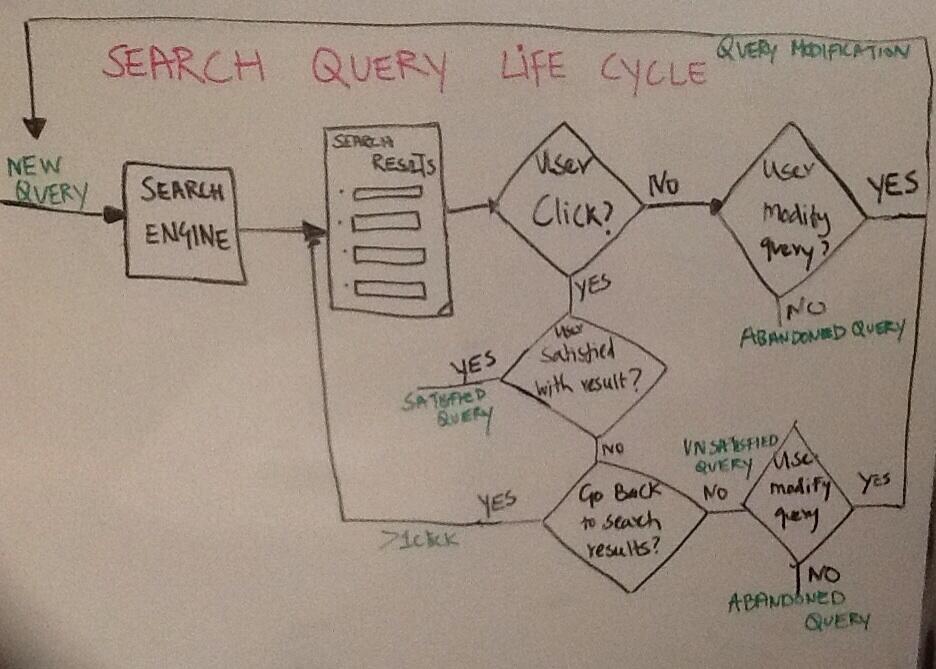 SEARCH QUERY LIFE CYCLE
QUERY MODIFICATION
NEW
QUERY
SEARCH
ENGINE
SEARCH
RESULTS
User
Click?
NO
User
Modify
query?
YES
NO
ABANDONED QUERY
YES
User
Satisfied
with result?
YES
SATISFIED
QUERY
NO
Go Back
to search
results?
YES
>1click
NO
UNSATISFIED
QUERY
User
modify
query
YES
NO
ABANDONED
QUERY